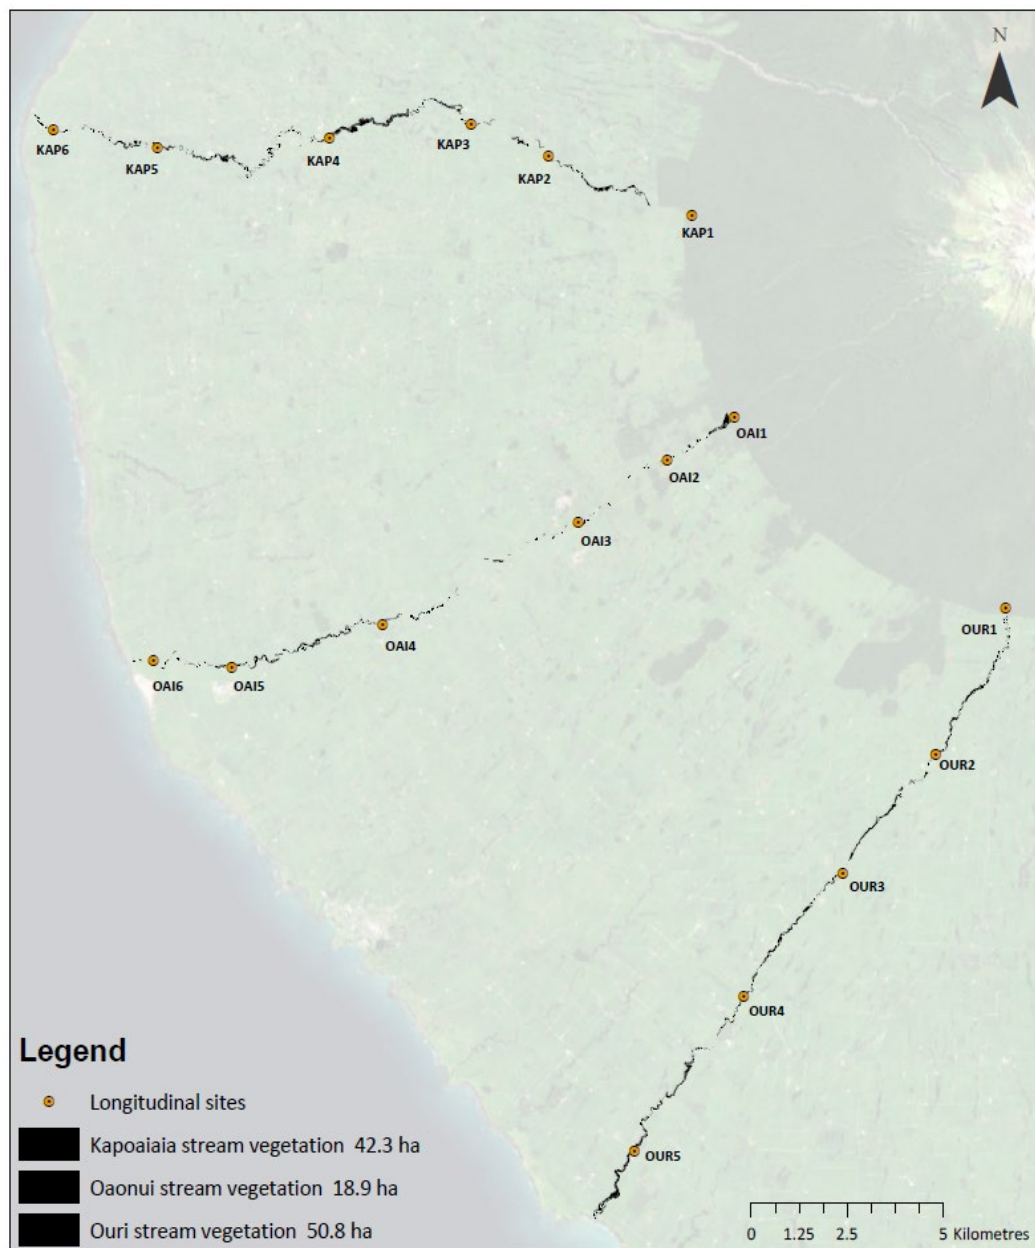 N
KAP6
KAP5
KAP4
KAP3
KAP2
KAP1
OAI1
OAI2
OAI3
OAI4
OAI5
OAI6
OUR1
OUR2
OUR3
OUR4
OUR5
Legend
Longitudinal sites
Kapoaiaia stream vegetation 42.3 ha
Oaonui stream vegetation 18.9 ha
Ouri stream vegetation 50.8 ha
0 1.25 2.5 5 Kilometres